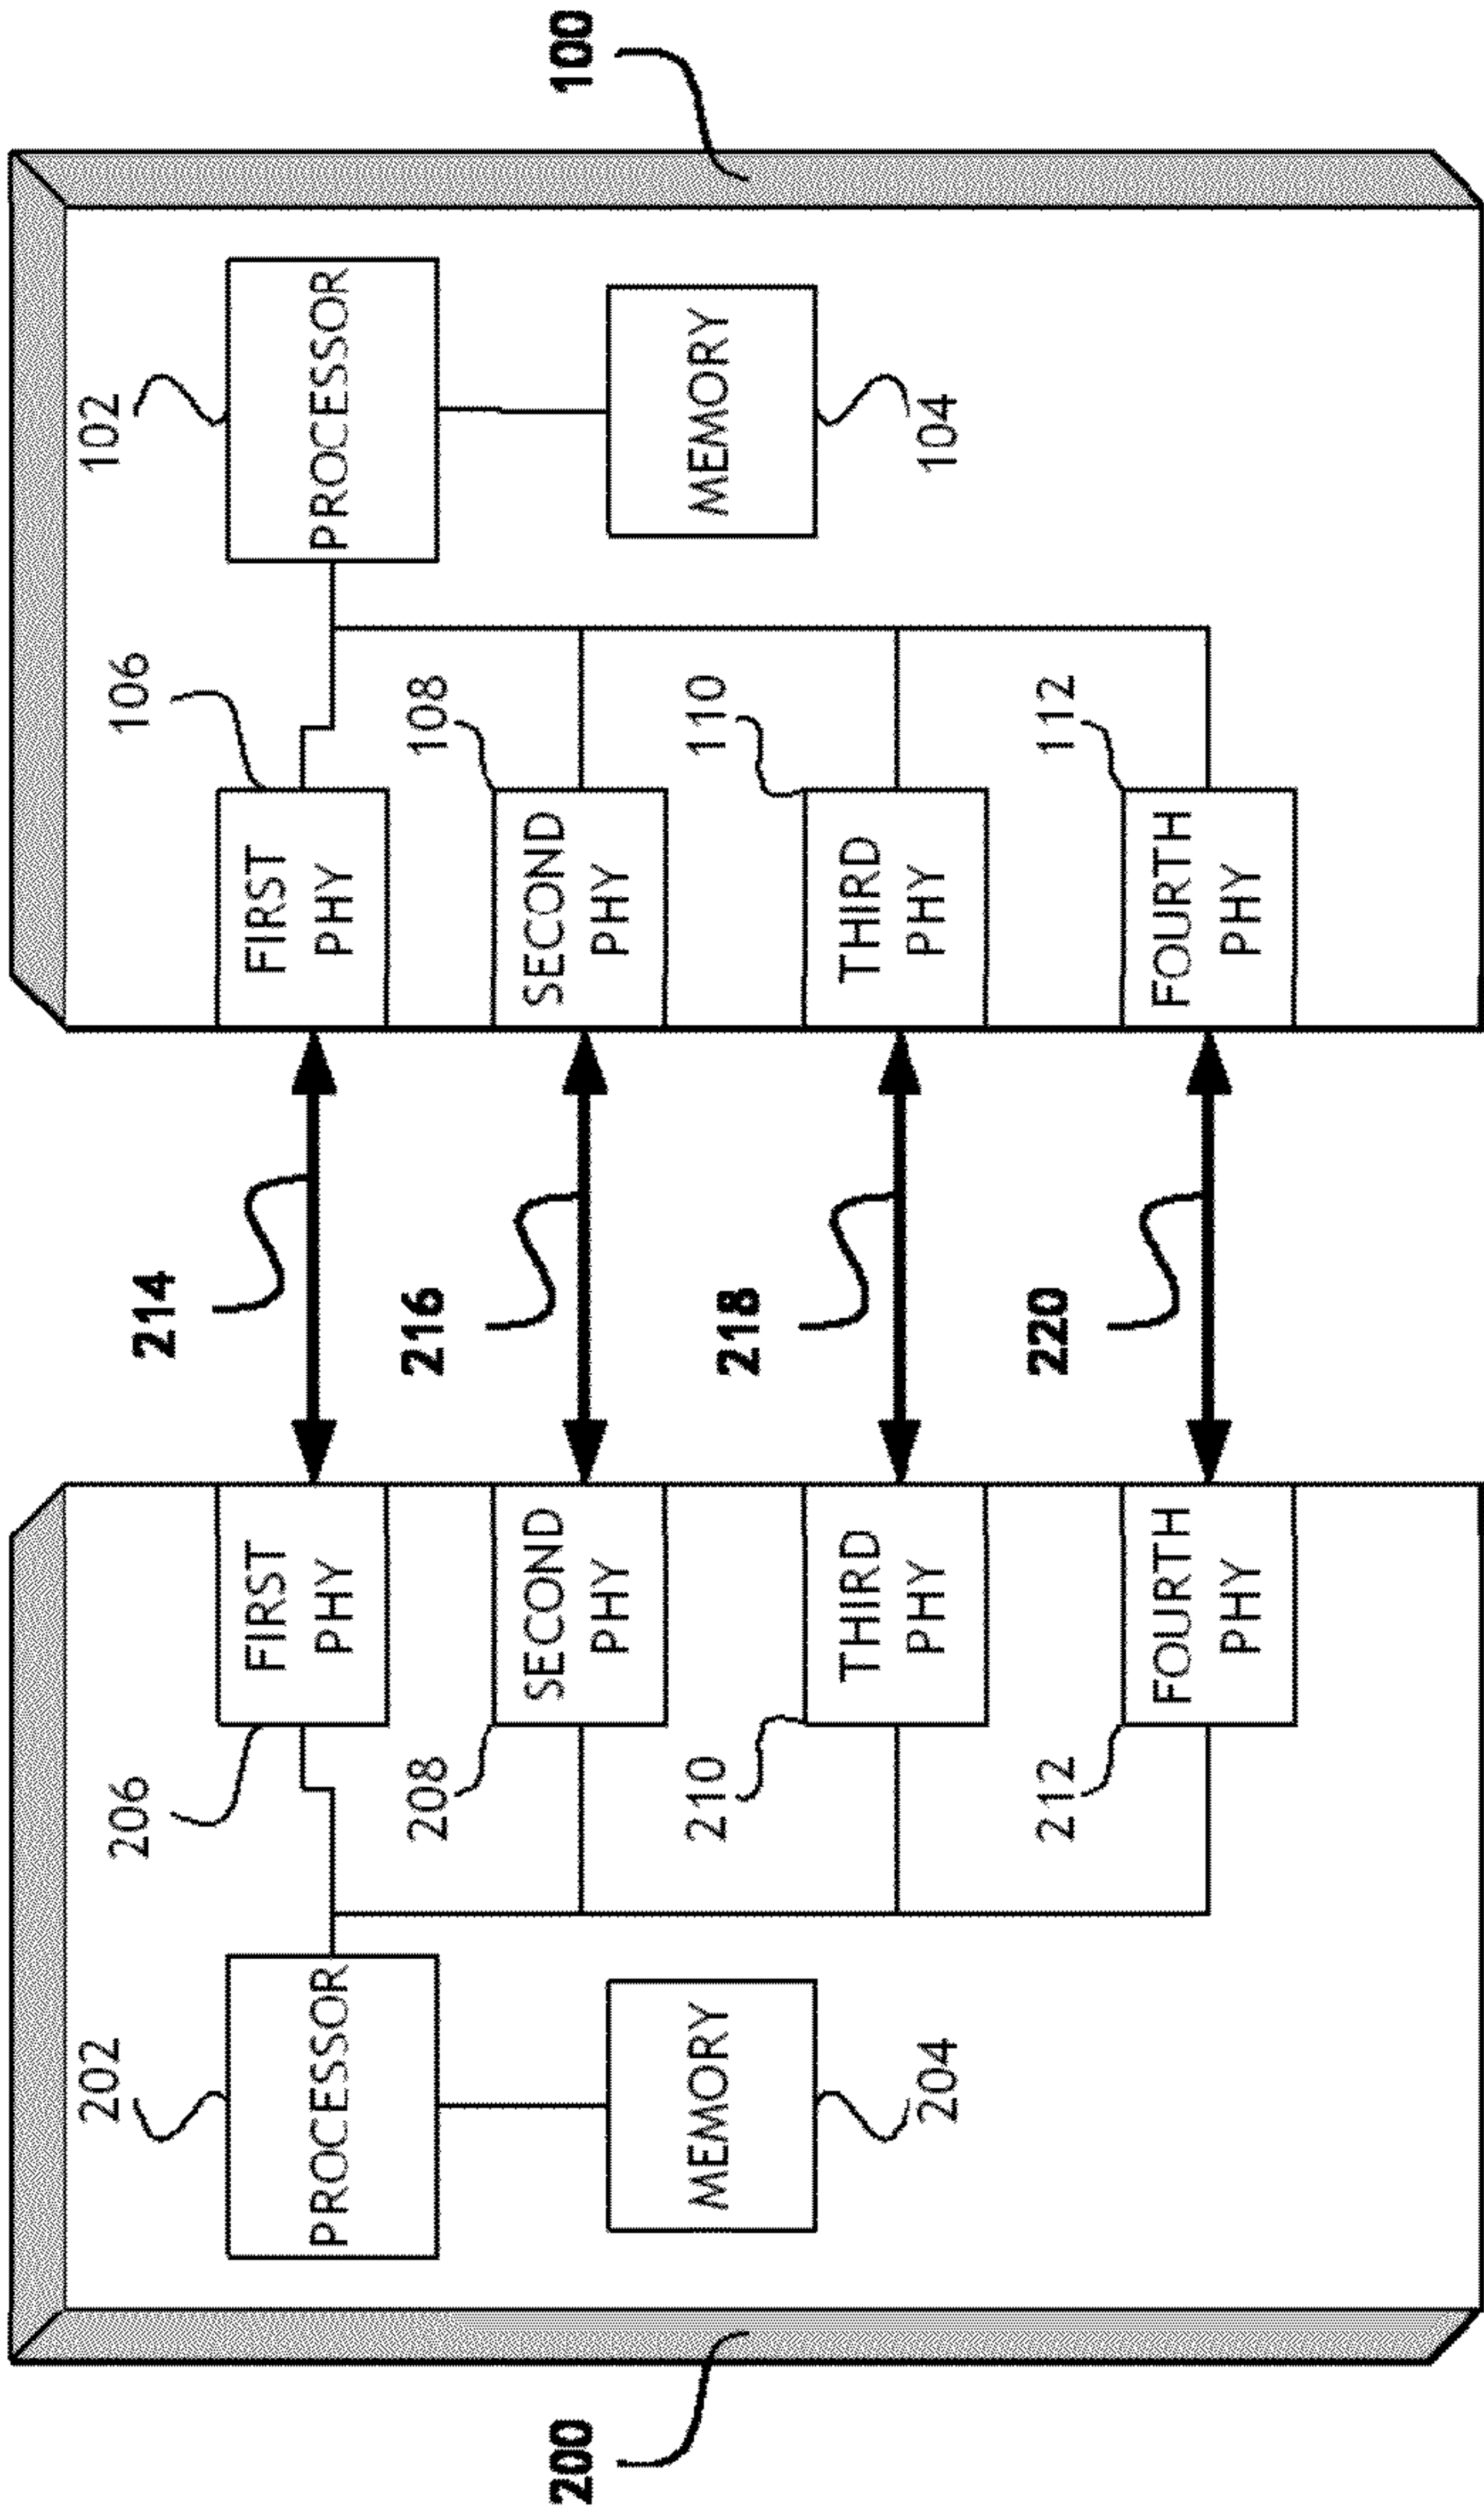 200
100
202
PROCESSOR
MEMORY
204
206
FIRST
PHY
208
SECOND
PHY
210
THIRD
PHY
212
FOURTH
PHY
214
216
218
220
106
FIRST
PHY
108
SECOND
PHY
110
THIRD
PHY
112
FOURTH
PHY
102
PROCESSOR
MEMORY
104